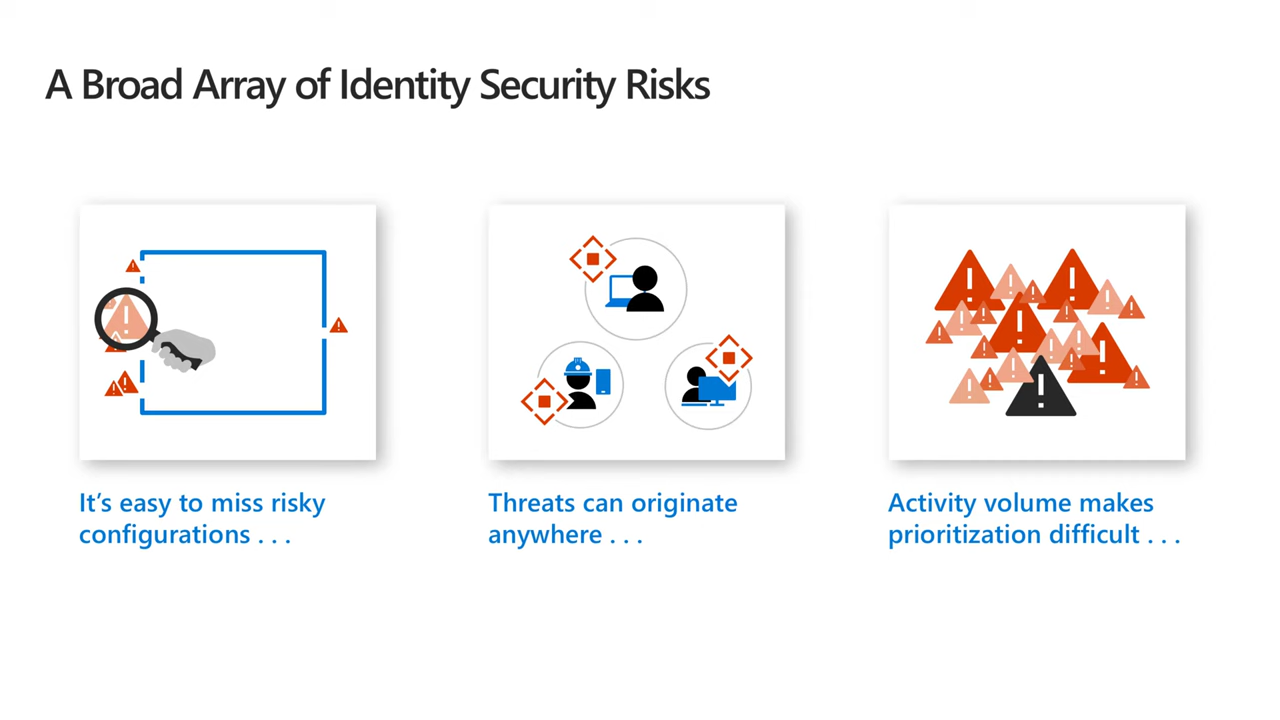 A Broad Array of Identity Security Risks
It’s easy to miss risky
configurations . . .
Threats can originate
anywhere . . .
Activity volume makes
prioritization difficult . . .